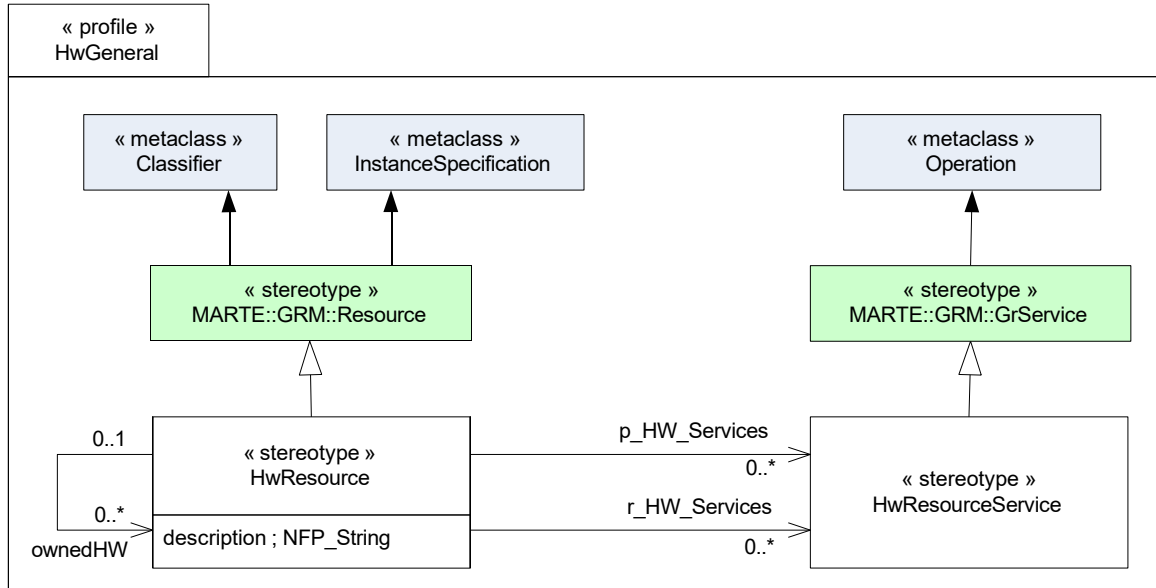 « profile »
HwGeneral
« metaclass »
Classifier
« metaclass »
InstanceSpecification
« metaclass »
Operation
« stereotype »
MARTE::GRM::Resource
« stereotype »
MARTE::GRM::GrService
0..1
« stereotype »
HwResource
p_HW_Services
0..*
« stereotype »
HwResourceService
r_HW_Services
0..*
0..*
ownedHW
description ; NFP_String